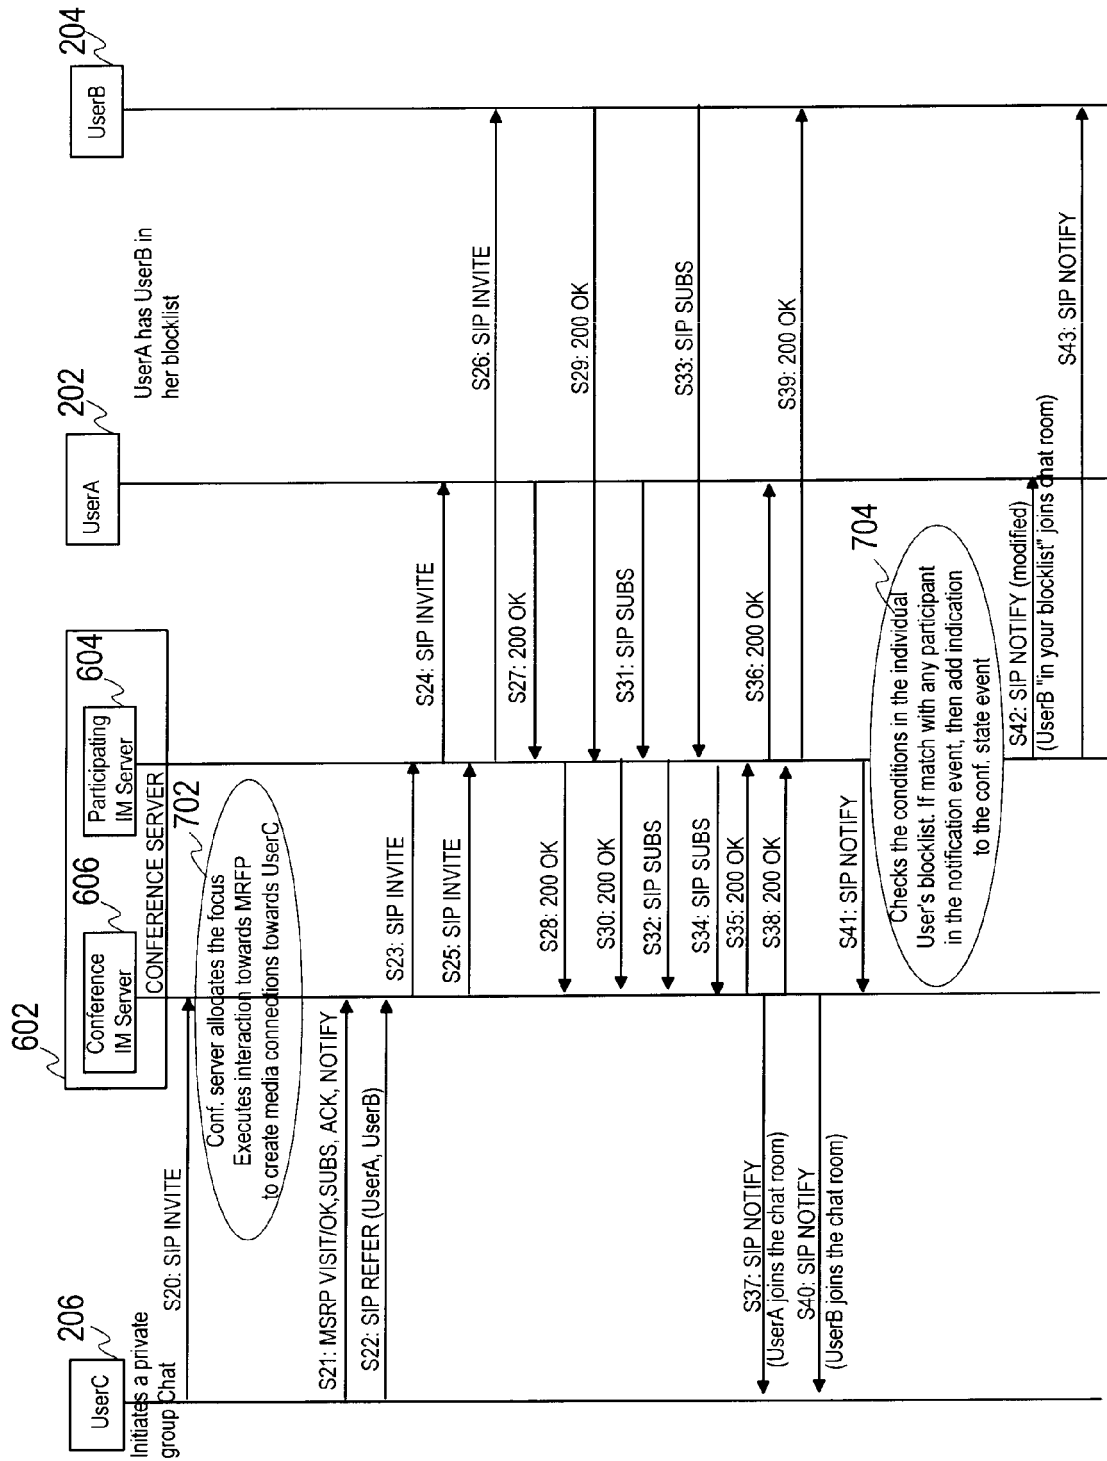 602
206
UserC
Initiates a private
group Chat
606
Conference
IM Server
604
Participating
IM Server
CONFERENCE SERVER
202
UserA
UserA has UserB in
her blocklist
204
UserB
S20: SIP INVITE
702
Conf. server allocates the focus
Executes interaction towards MRFP
to create media connections towards UserC
S21: MSRP VISIT/OK,SUBS, ACK, NOTIFY
S22: SIP REFER (UserA, UserB)
S23: SIP INVITE
S24: SIP INVITE
S25: SIP INVITE
S26: SIP INVITE
S27: 200 OK
S28: 200 OK
S29: 200 OK
S30: 200 OK
S31: SIP SUBS
S32: SIP SUBS
S33: SIP SUBS
S34: SIP SUBS
S35: 200 OK
S36: 200 OK
S37: SIP NOTIFY
(UserA joins the chat room)
S38: 200 OK
S39: 200 OK
S40: SIP NOTIFY
(UserB joins the chat room)
S41: SIP NOTIFY
704
Checks the conditions in the individual
User's blocklist. If match with any participant
in the notification event, then add indication
to the conf. state event
S42: SIP NOTIFY (modified)
(UserB "in your blocklist" joins chat room)
S43: SIP NOTIFY